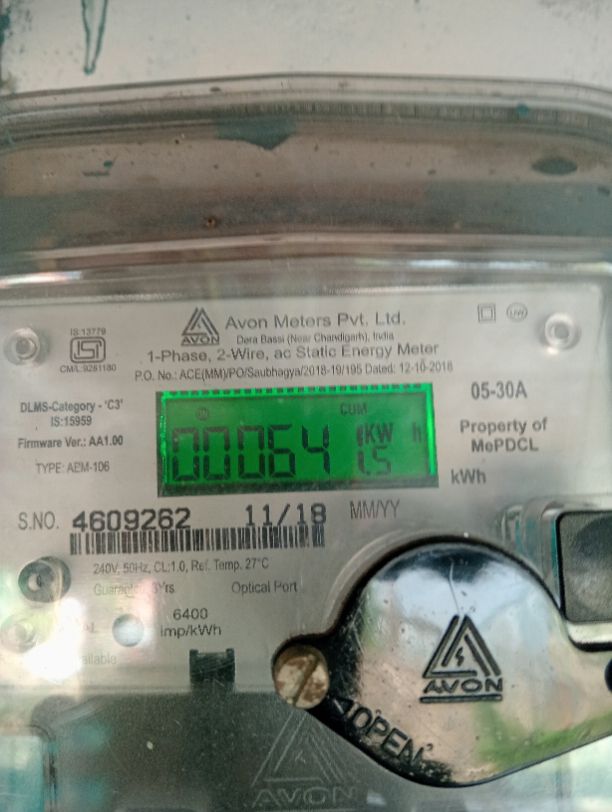 AVON
Avon Meters Pvt. Ltd.
Dera Bassi (Near Chandigarh), India
1-Phase, 2-Wire, ac Static Energy Meter
P.O. No.: ACE(MM)/PO/Saubhagya/2018-19/195 Dated: 12-10-2018
IS:13779
CM/L:9281180
DLMS-Category - 'C3'
IS:15959
Firmware Ver.: AA1.00
TYPE: AEM-106
CUM
00064 KWh
1.5
05-30A
Property of
MePDCL
kWh
S.NO. 4609262 11/18 MM/YY
240V, 50Hz, CL:1.0, Ref. Temp. 27°C
Optical Port
6400
imp/kWh
AVON
OPEN
AVON